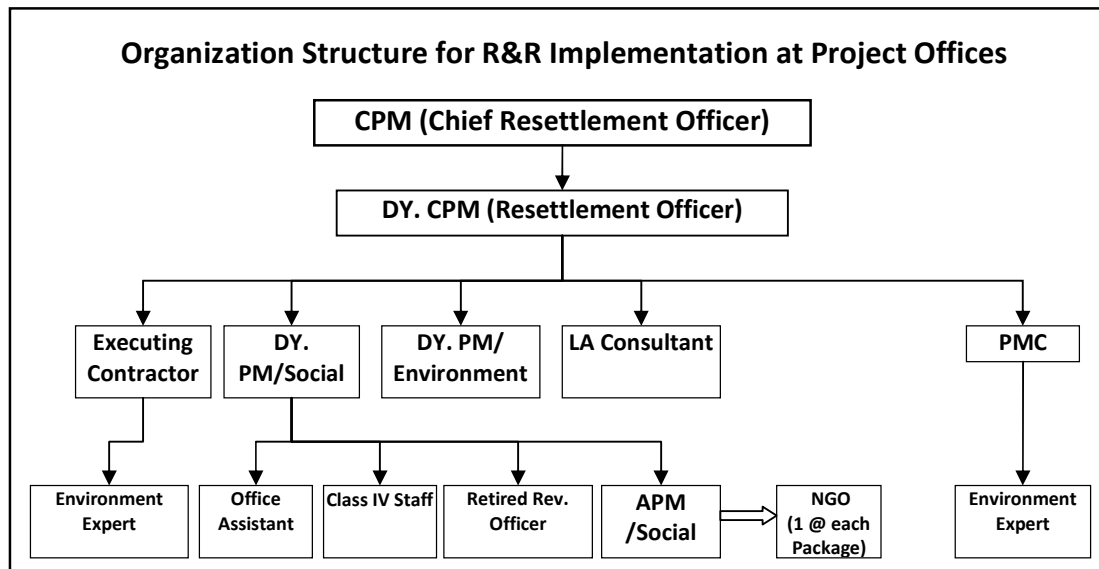 Organization Structure for R&R Implementation at Project Offices
CPM (Chief Resettlement Officer)
DY. CPM (Resettlement Officer)
Executing
Contractor
DY.
PM/Social
DY. PM/
Environment
LA Consultant
PMC
Environment
Expert
Office
Assistant
Class IV Staff
Retired Rev.
Officer
APM
/Social
NGO
(1 @ each
Package)
Environment
Expert